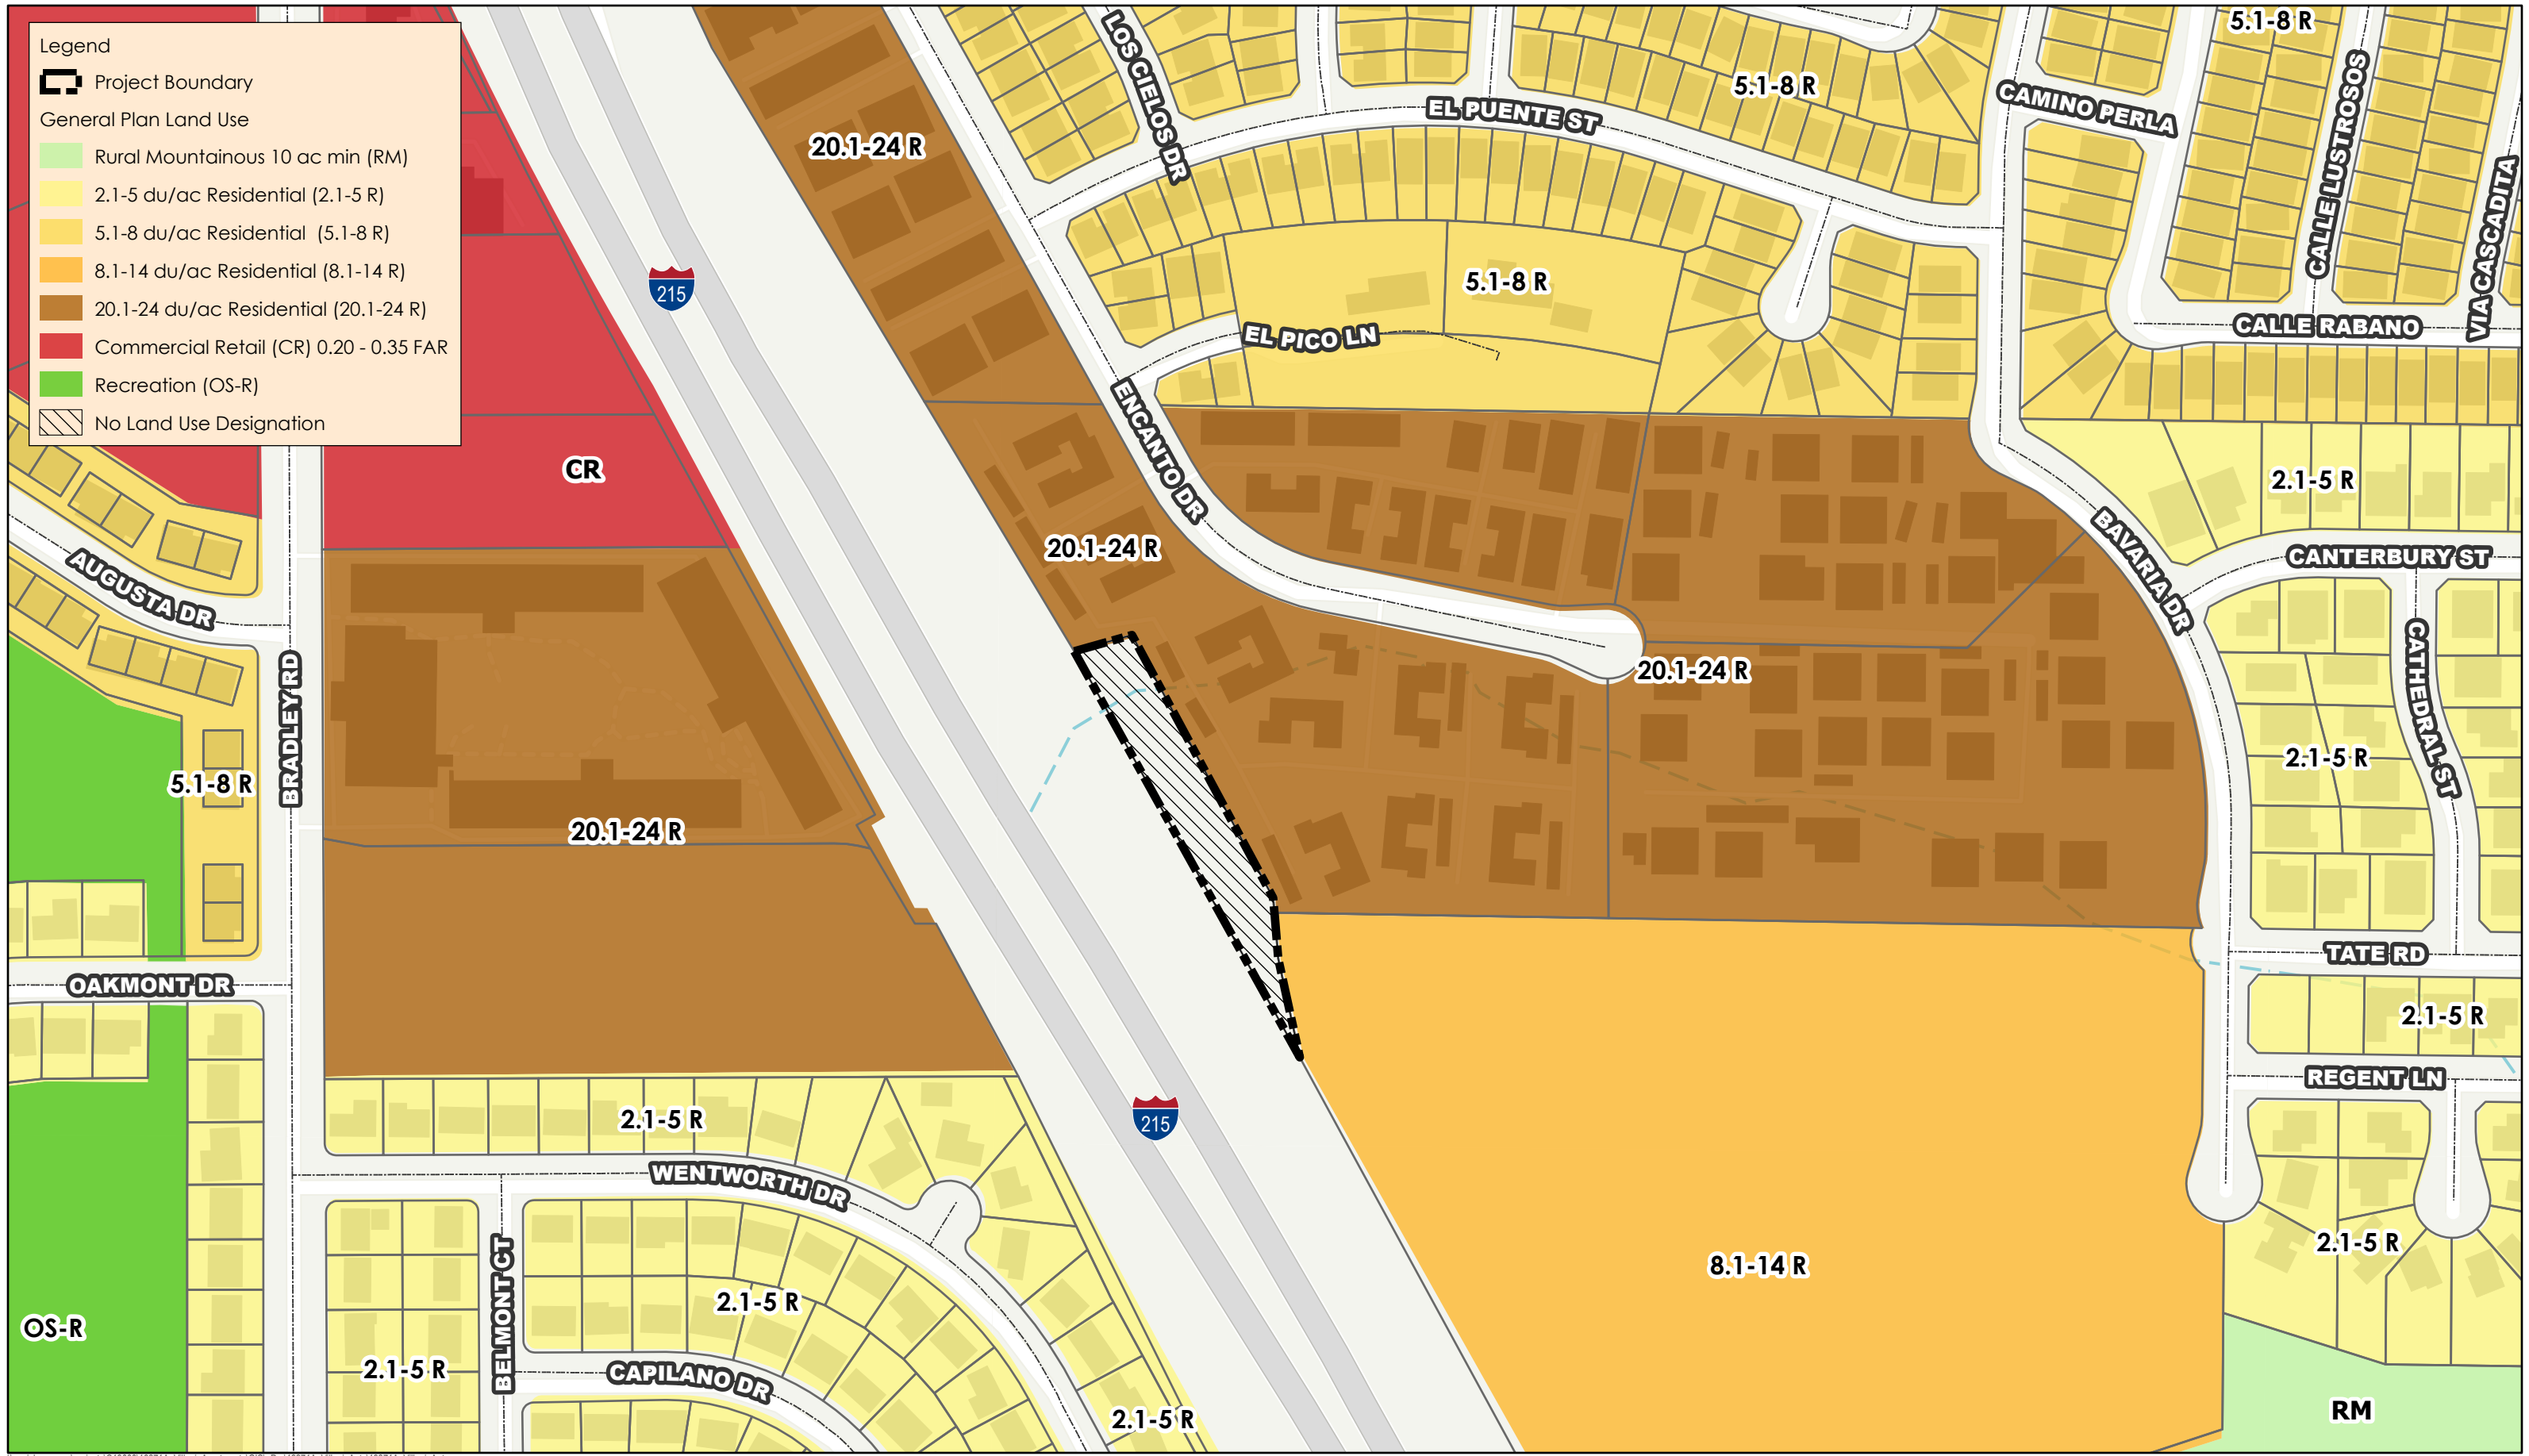 Legend
Project Boundary
General Plan Land Use
Rural Mountainous 10 ac min (RM)
2.1-5 du/ac Residential (2.1-5 R)
5.1-8 du/ac Residential (5.1-8 R)
8.1-14 du/ac Residential (8.1-14 R)
20.1-24 du/ac Residential (20.1-24 R)
Commercial Retail (CR) 0.20 - 0.35 FAR
Recreation (OS-R)
No Land Use Designation
5.1-8 R
LOS CIELOS DR
5.1-8 R
CAMINO PERLA
EL PUENTE ST
20.1-24 R
CALLE LUSTROSOS
VIA CASCADITA
215
5.1-8 R
EL PICO LN
CALLE RABANO
ENCANTO DR
CR
2.1-5 R
20.1-24 R
BAVARIA DR
CANTERBURY ST
AUGUSTA DR
BRADLEY RD
20.1-24 R
CATHEDRAL ST
2.1-5 R
5.1-8 R
20.1-24 R
TATE RD
OAKMONT DR
2.1-5 R
REGENT LN
215
2.1-5 R
WENTWORTH DR
2.1-5 R
8.1-14 R
2.1-5 R
OS-R
BELMONT CT
2.1-5 R
CAPILANO DR
2.1-5 R
RM